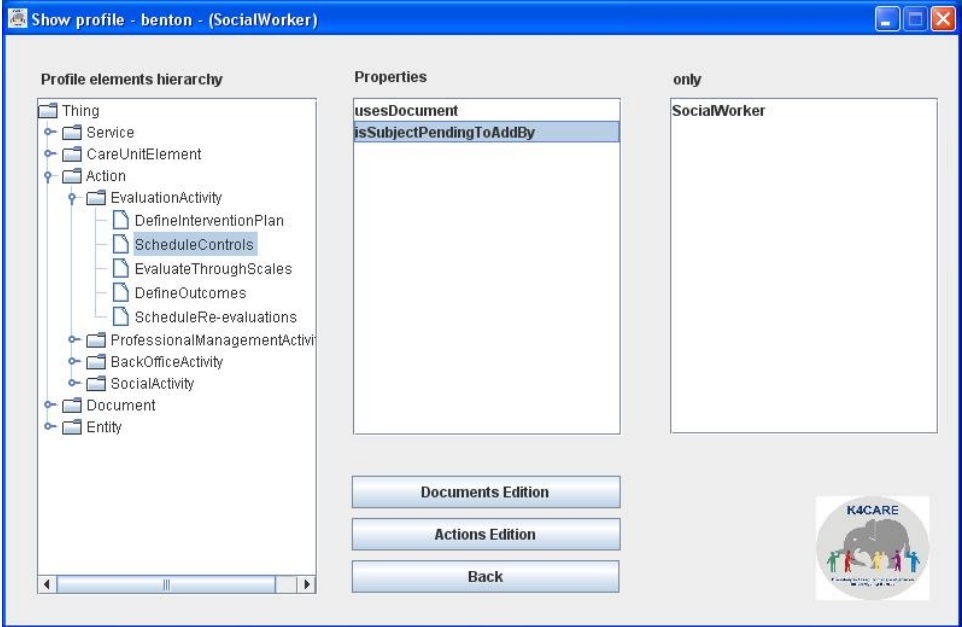 Show profile - benton - (SocialWorker)
Profile elements hierarchy
Thing
Service
CareUnitElement
Action
EvaluationActivity
DefineInterventionPlan
ScheduleControls
EvaluateThroughScales
DefineOutcomes
ScheduleRe-evaluations
ProfessionalManagementActivi
BackOfficeActivity
SocialActivity
Document
Entity
Properties
usesDocument
isSubjectPendingToAddBy
only
SocialWorker
Documents Edition
Actions Edition
Back
K4CARE